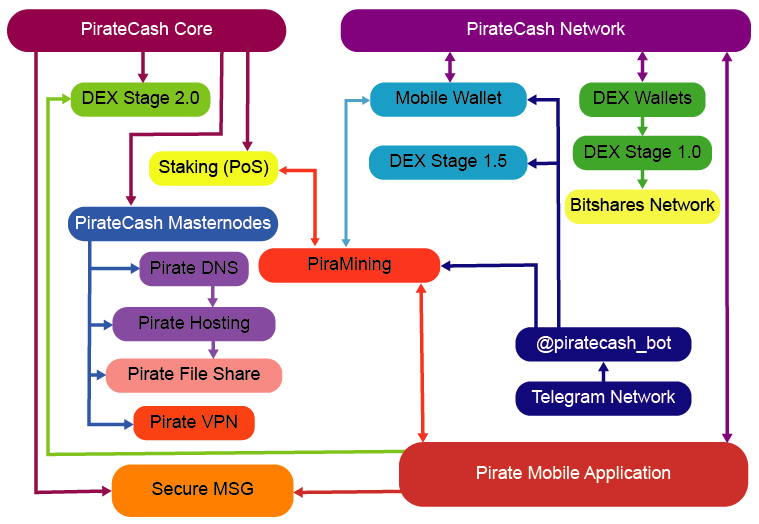 PirateCash Core
PirateCash Network
DEX Stage 2.0
Mobile Wallet
DEX Wallets
Staking (PoS)
DEX Stage 1.5
DEX Stage 1.0
PirateCash Masternodes
Bitshares Network
Pirate DNS
PiraMining
Pirate Hosting
@piratecash_bot
Pirate File Share
Telegram Network
Pirate VPN
Secure MSG
Pirate Mobile Application